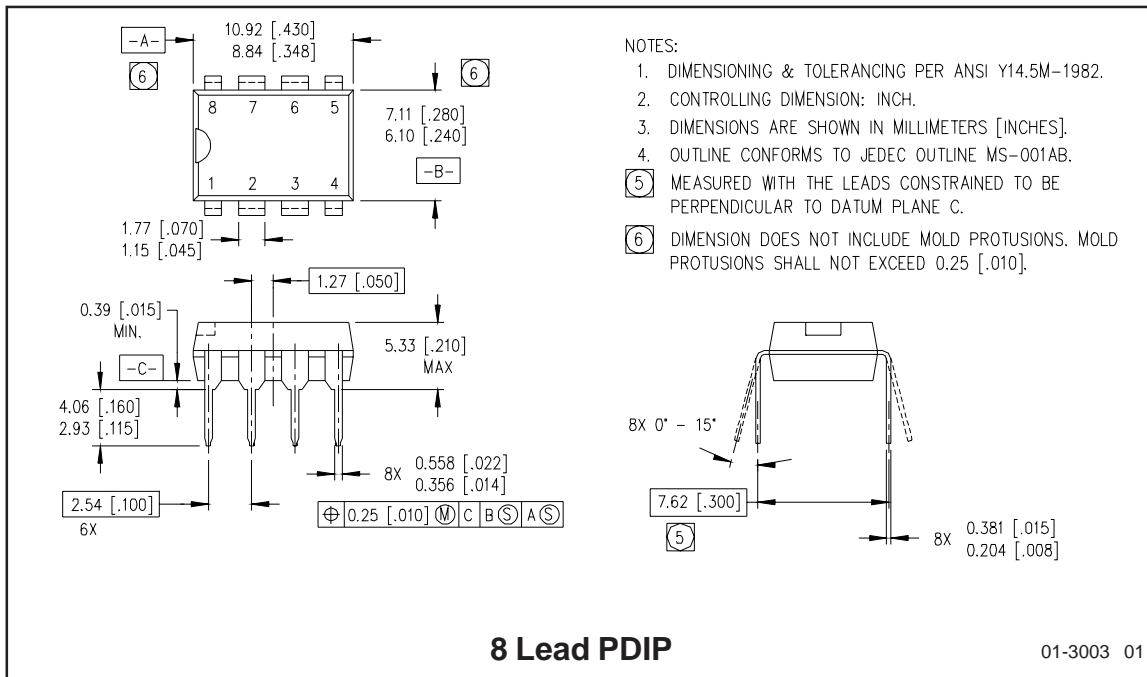 10.92 [.430]
8.84 [.348]
-A-
6
6
8 7 6 5
1 2 3 4
7.11 [.280]
6.10 [.240]
-B-
1.77 [.070]
1.15 [.045]
1.27 [.050]
0.39 [.015]
MIN.
-C-
5.33 [.210]
MAX
4.06 [.160]
2.93 [.115]
2.54 [.100]
6X
8X 0.558 [.022]
0.356 [.014]
⌖ 0.25 [.010] Ⓜ C B Ⓢ A Ⓢ
NOTES:
1. DIMENSIONING & TOLERANCING PER ANSI Y14.5M-1982.
2. CONTROLLING DIMENSION: INCH.
3. DIMENSIONS ARE SHOWN IN MILLIMETERS [INCHES].
4. OUTLINE CONFORMS TO JEDEC OUTLINE MS-001AB.
5 MEASURED WITH THE LEADS CONSTRAINED TO BE
PERPENDICULAR TO DATUM PLANE C.
6 DIMENSION DOES NOT INCLUDE MOLD PROTUSIONS. MOLD
PROTUSIONS SHALL NOT EXCEED 0.25 [.010].
8X 0° - 15°
7.62 [.300]
5
8X 0.381 [.015]
0.204 [.008]
8 Lead PDIP
01-3003 01